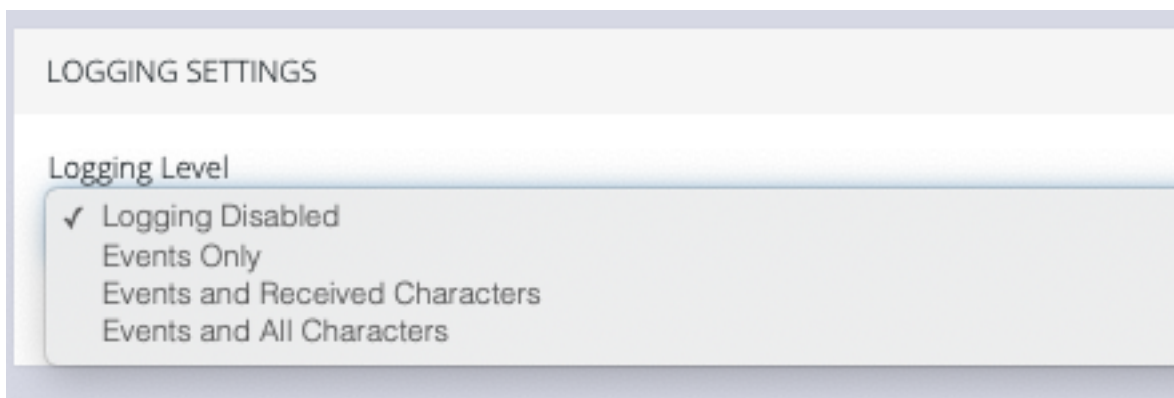 LOGGING SETTINGS
Logging Level
✓ Logging Disabled
Events Only
Events and Received Characters
Events and All Characters